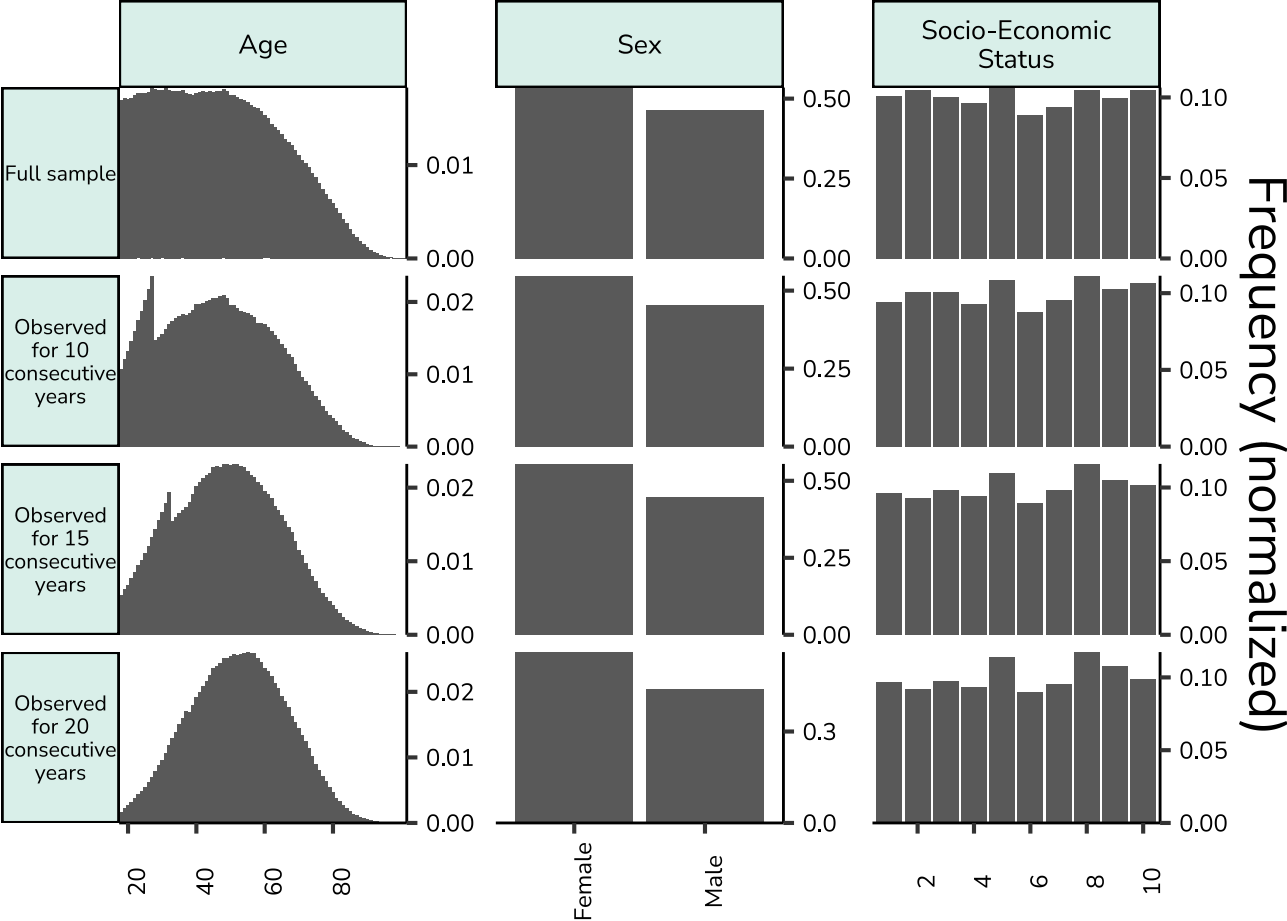 Age
Sex
Socio-Economic
Status
Full sample
0.01
0.00
0.50
0.25
0.00
0.10
0.05
0.00
Observed
for 10
consecutive
years
0.02
0.01
0.00
0.50
0.25
0.00
0.10
0.05
0.00
Observed
for 15
consecutive
years
0.02
0.01
0.00
0.50
0.25
0.00
0.10
0.05
0.00
Observed
for 20
consecutive
years
0.02
0.01
0.00
0.3
0.0
0.10
0.05
0.00
20
40
60
80
Female
Male
2
4
6
8
10
Frequency (normalized)